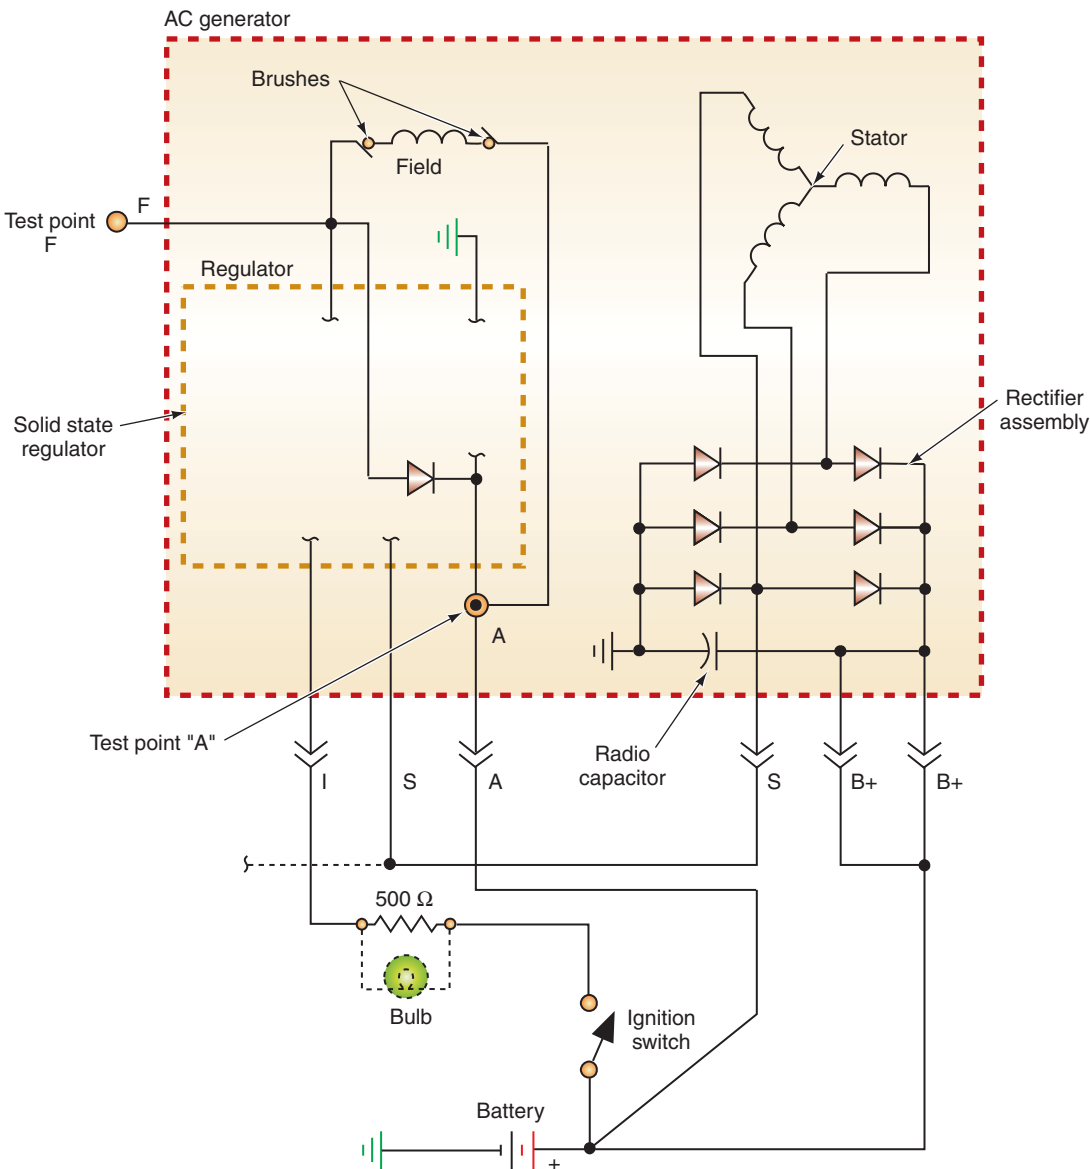 AC generator
Brushes
Field
Stator
F
Test point
F
Regulator
Solid state
regulator
Rectifier
assembly
A
Test point "A"
Radio
capacitor
I
S
A
S
B+
B+
500 Ω
Bulb
Ignition
switch
Battery
+